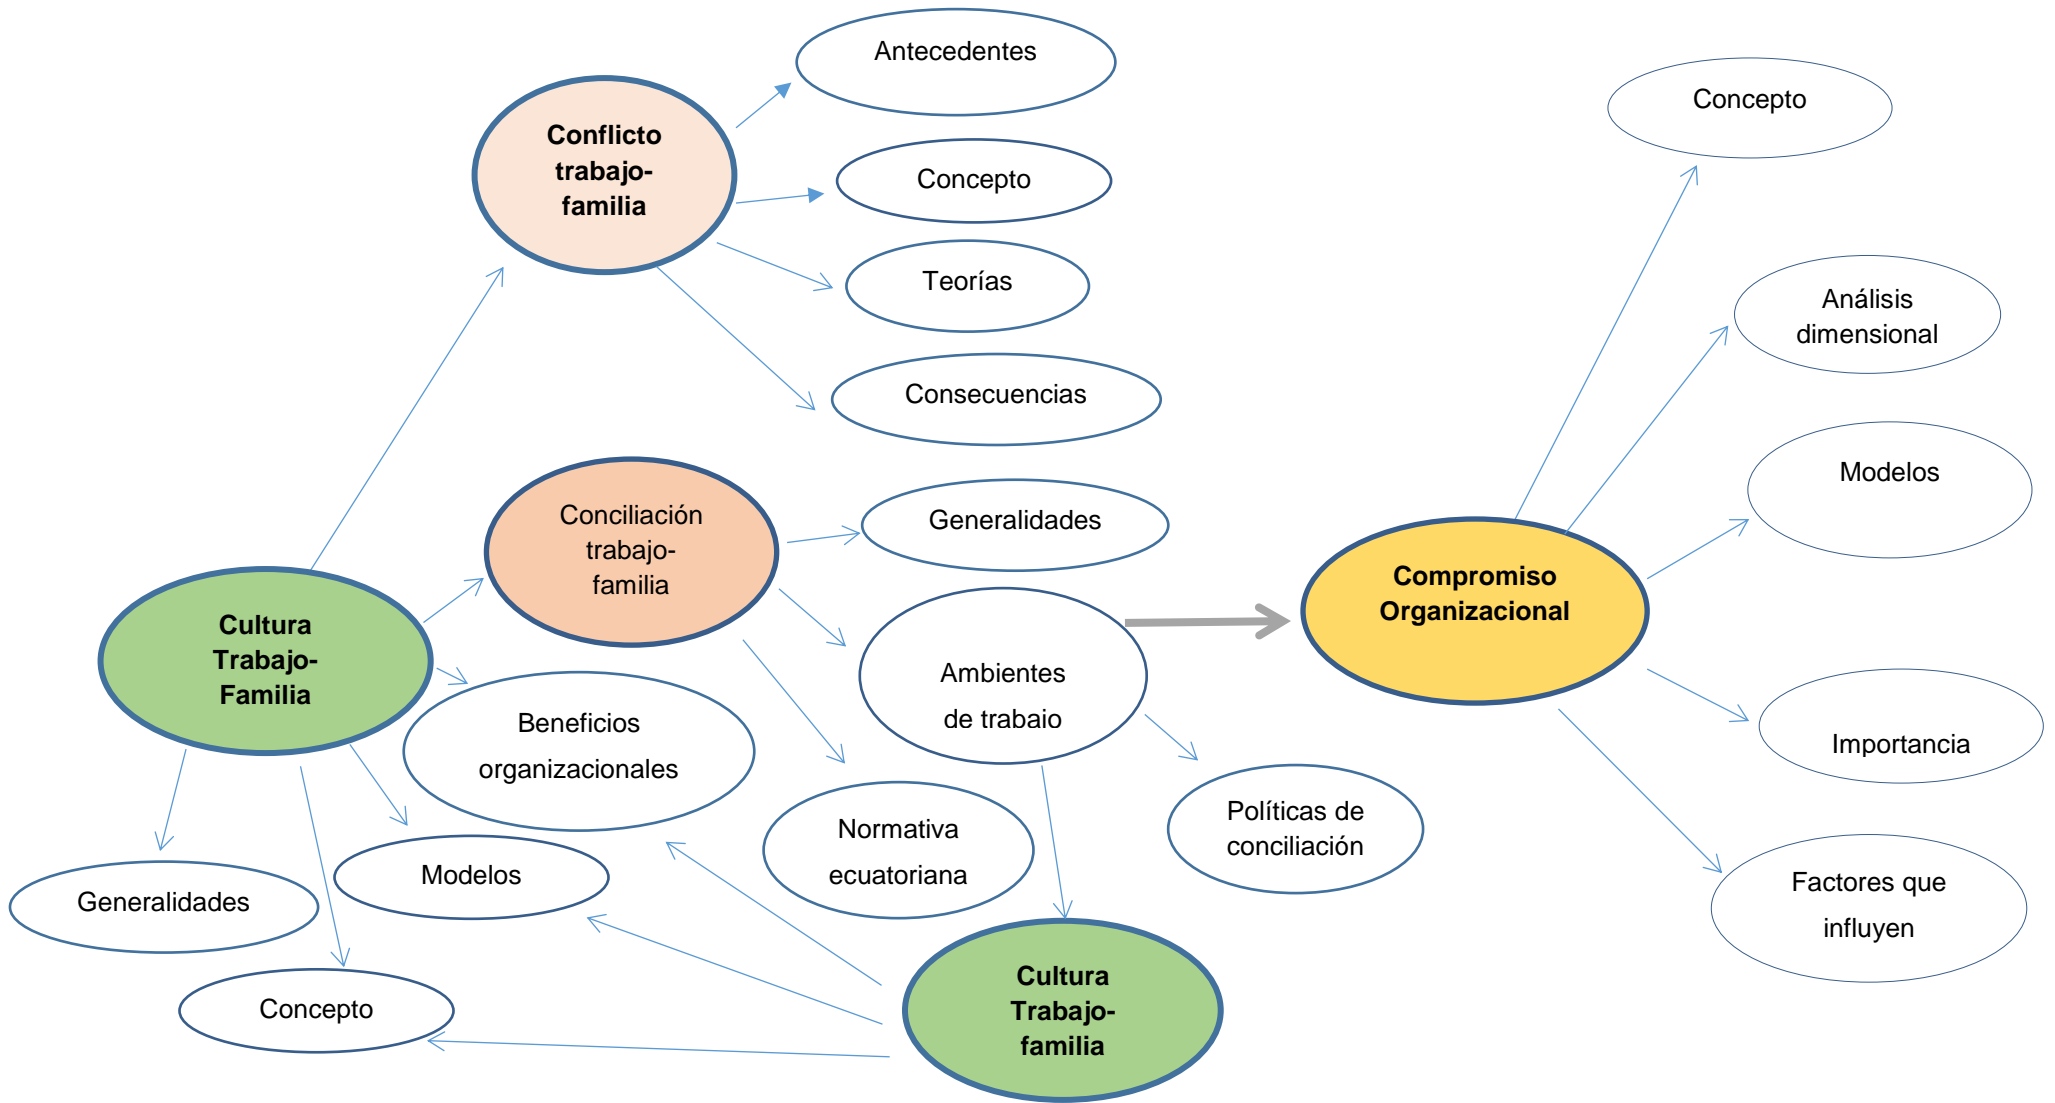 Antecedentes
Conflicto
trabajo-
familia
Concepto
Teorías
Consecuencias
Conciliación
trabajo-
familia
Generalidades
Ambientes
de trabaio
Normativa
ecuatoriana
Políticas de
conciliación
Cultura
Trabajo-
Familia
Beneficios
organizacionales
Modelos
Generalidades
Concepto
Cultura
Trabajo-
familia
Compromiso
Organizacional
Concepto
Análisis
dimensional
Modelos
Importancia
Factores que
influyen